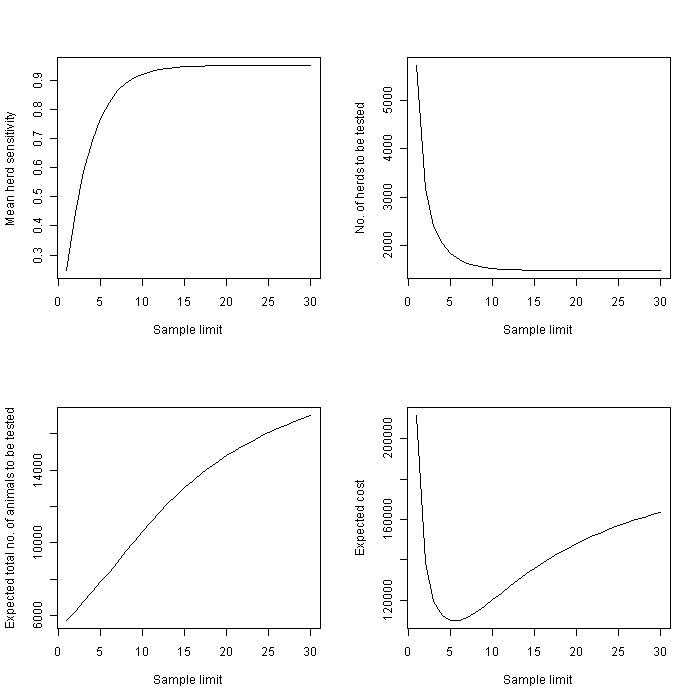 Mean herd sensitivity
0.3 0.4 0.5 0.6 0.7 0.8 0.9
0 5 10 15 20 25 30
Sample limit
No. of herds to be tested
2000 3000 4000 5000
0 5 10 15 20 25 30
Sample limit
Expected total no. of animals to be tested
6000 10000 14000
0 5 10 15 20 25 30
Sample limit
Expected cost
120000 160000 200000
0 5 10 15 20 25 30
Sample limit